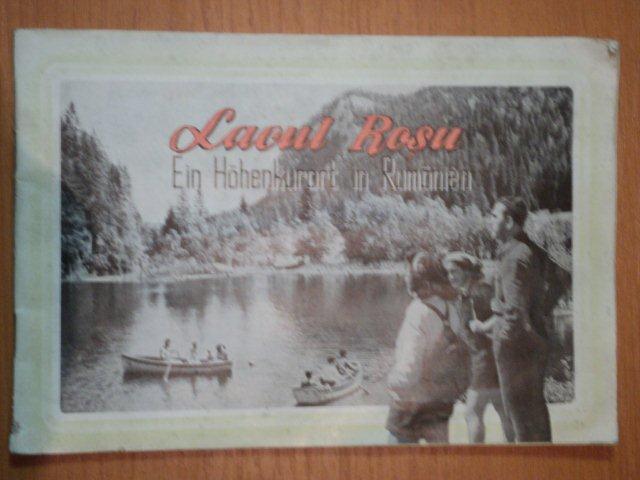 Lacul Roşu
Ein Höhenkurort in Rumänien